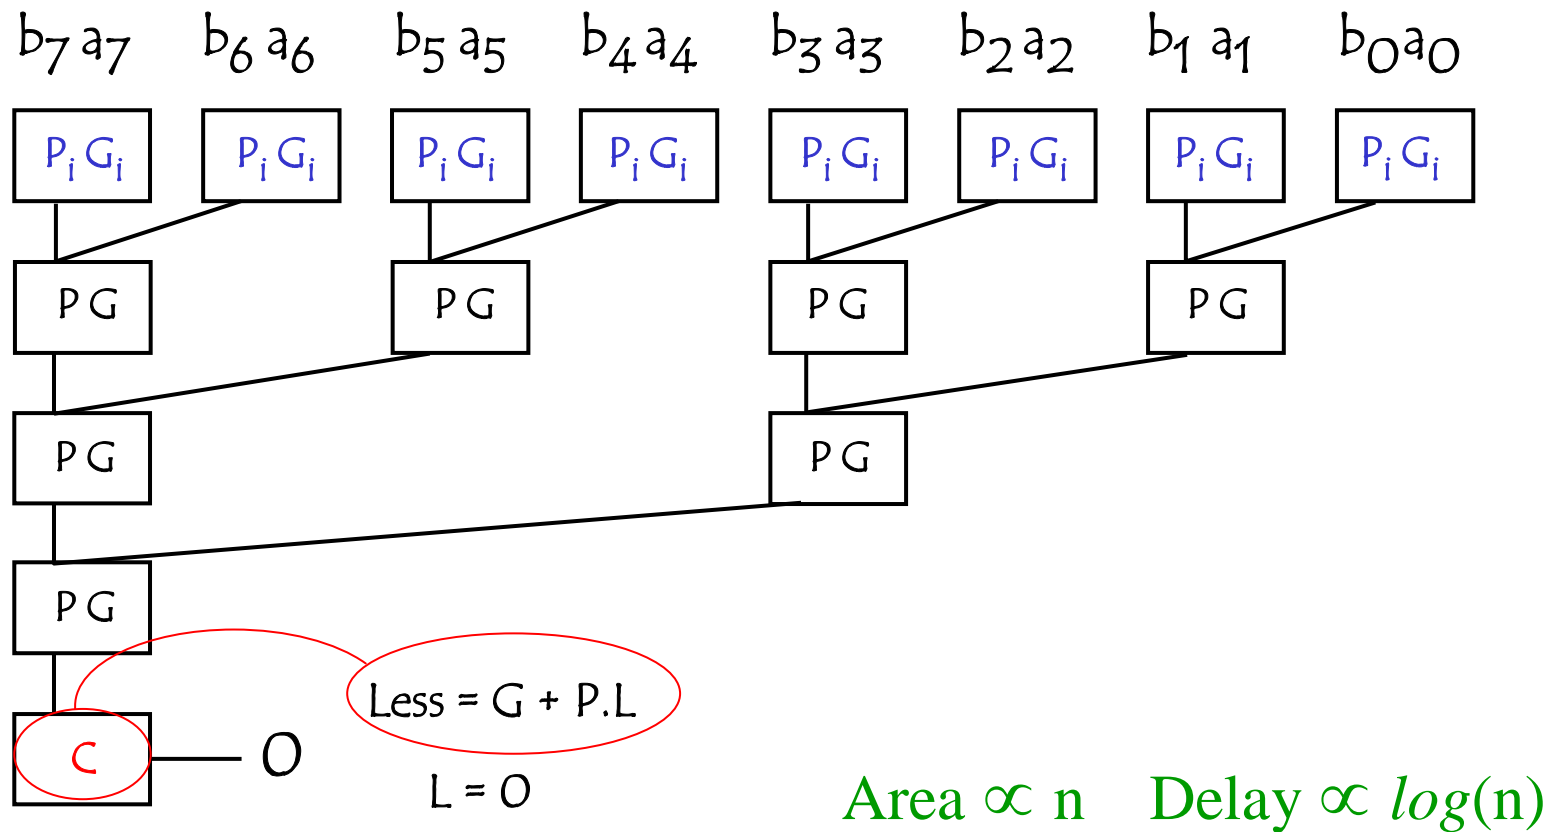 b7 a7 b6 a6 b5 a5 b4 a4 b3 a3 b2 a2 b1 a1 b0 a0
Pi Gi Pi Gi Pi Gi Pi Gi Pi Gi Pi Gi Pi Gi Pi Gi
P G P G P G P G
P G P G
P G
Less = G + P.L
C 0
L = 0
Area ∝ n Delay ∝ log(n)